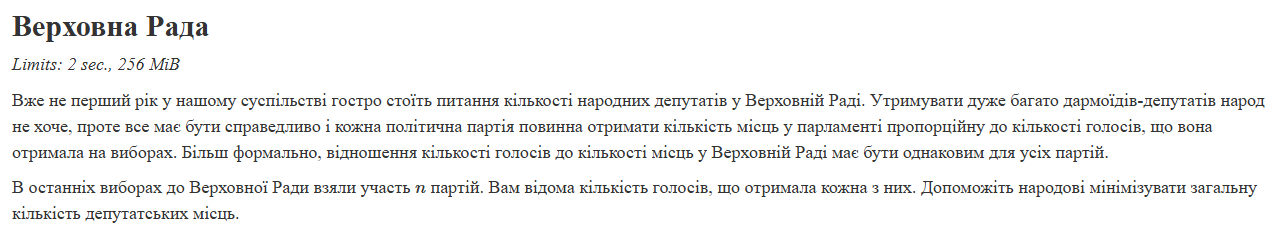 Верховна Рада
Limits: 2 sec., 256 MiB
Вже не перший рік у нашому суспільстві гостро стоїть питання кількості народних депутатів у Верховній Раді. Утримувати дуже багато дармоїдів-депутатів народ
не хоче, проте все має бути справедливо і кожна політична партія повинна отримати кількість місць у парламенті пропорційну до кількості голосів, що вона
отримала на виборах. Більш формально, відношення кількості голосів до кількості місць у Верховній Раді має бути однаковим для усіх партій.
В останніх виборах до Верховної Ради взяли участь n партій. Вам відома кількість голосів, що отримала кожна з них. Допоможіть народові мінімізувати загальну
кількість депутатських місць.